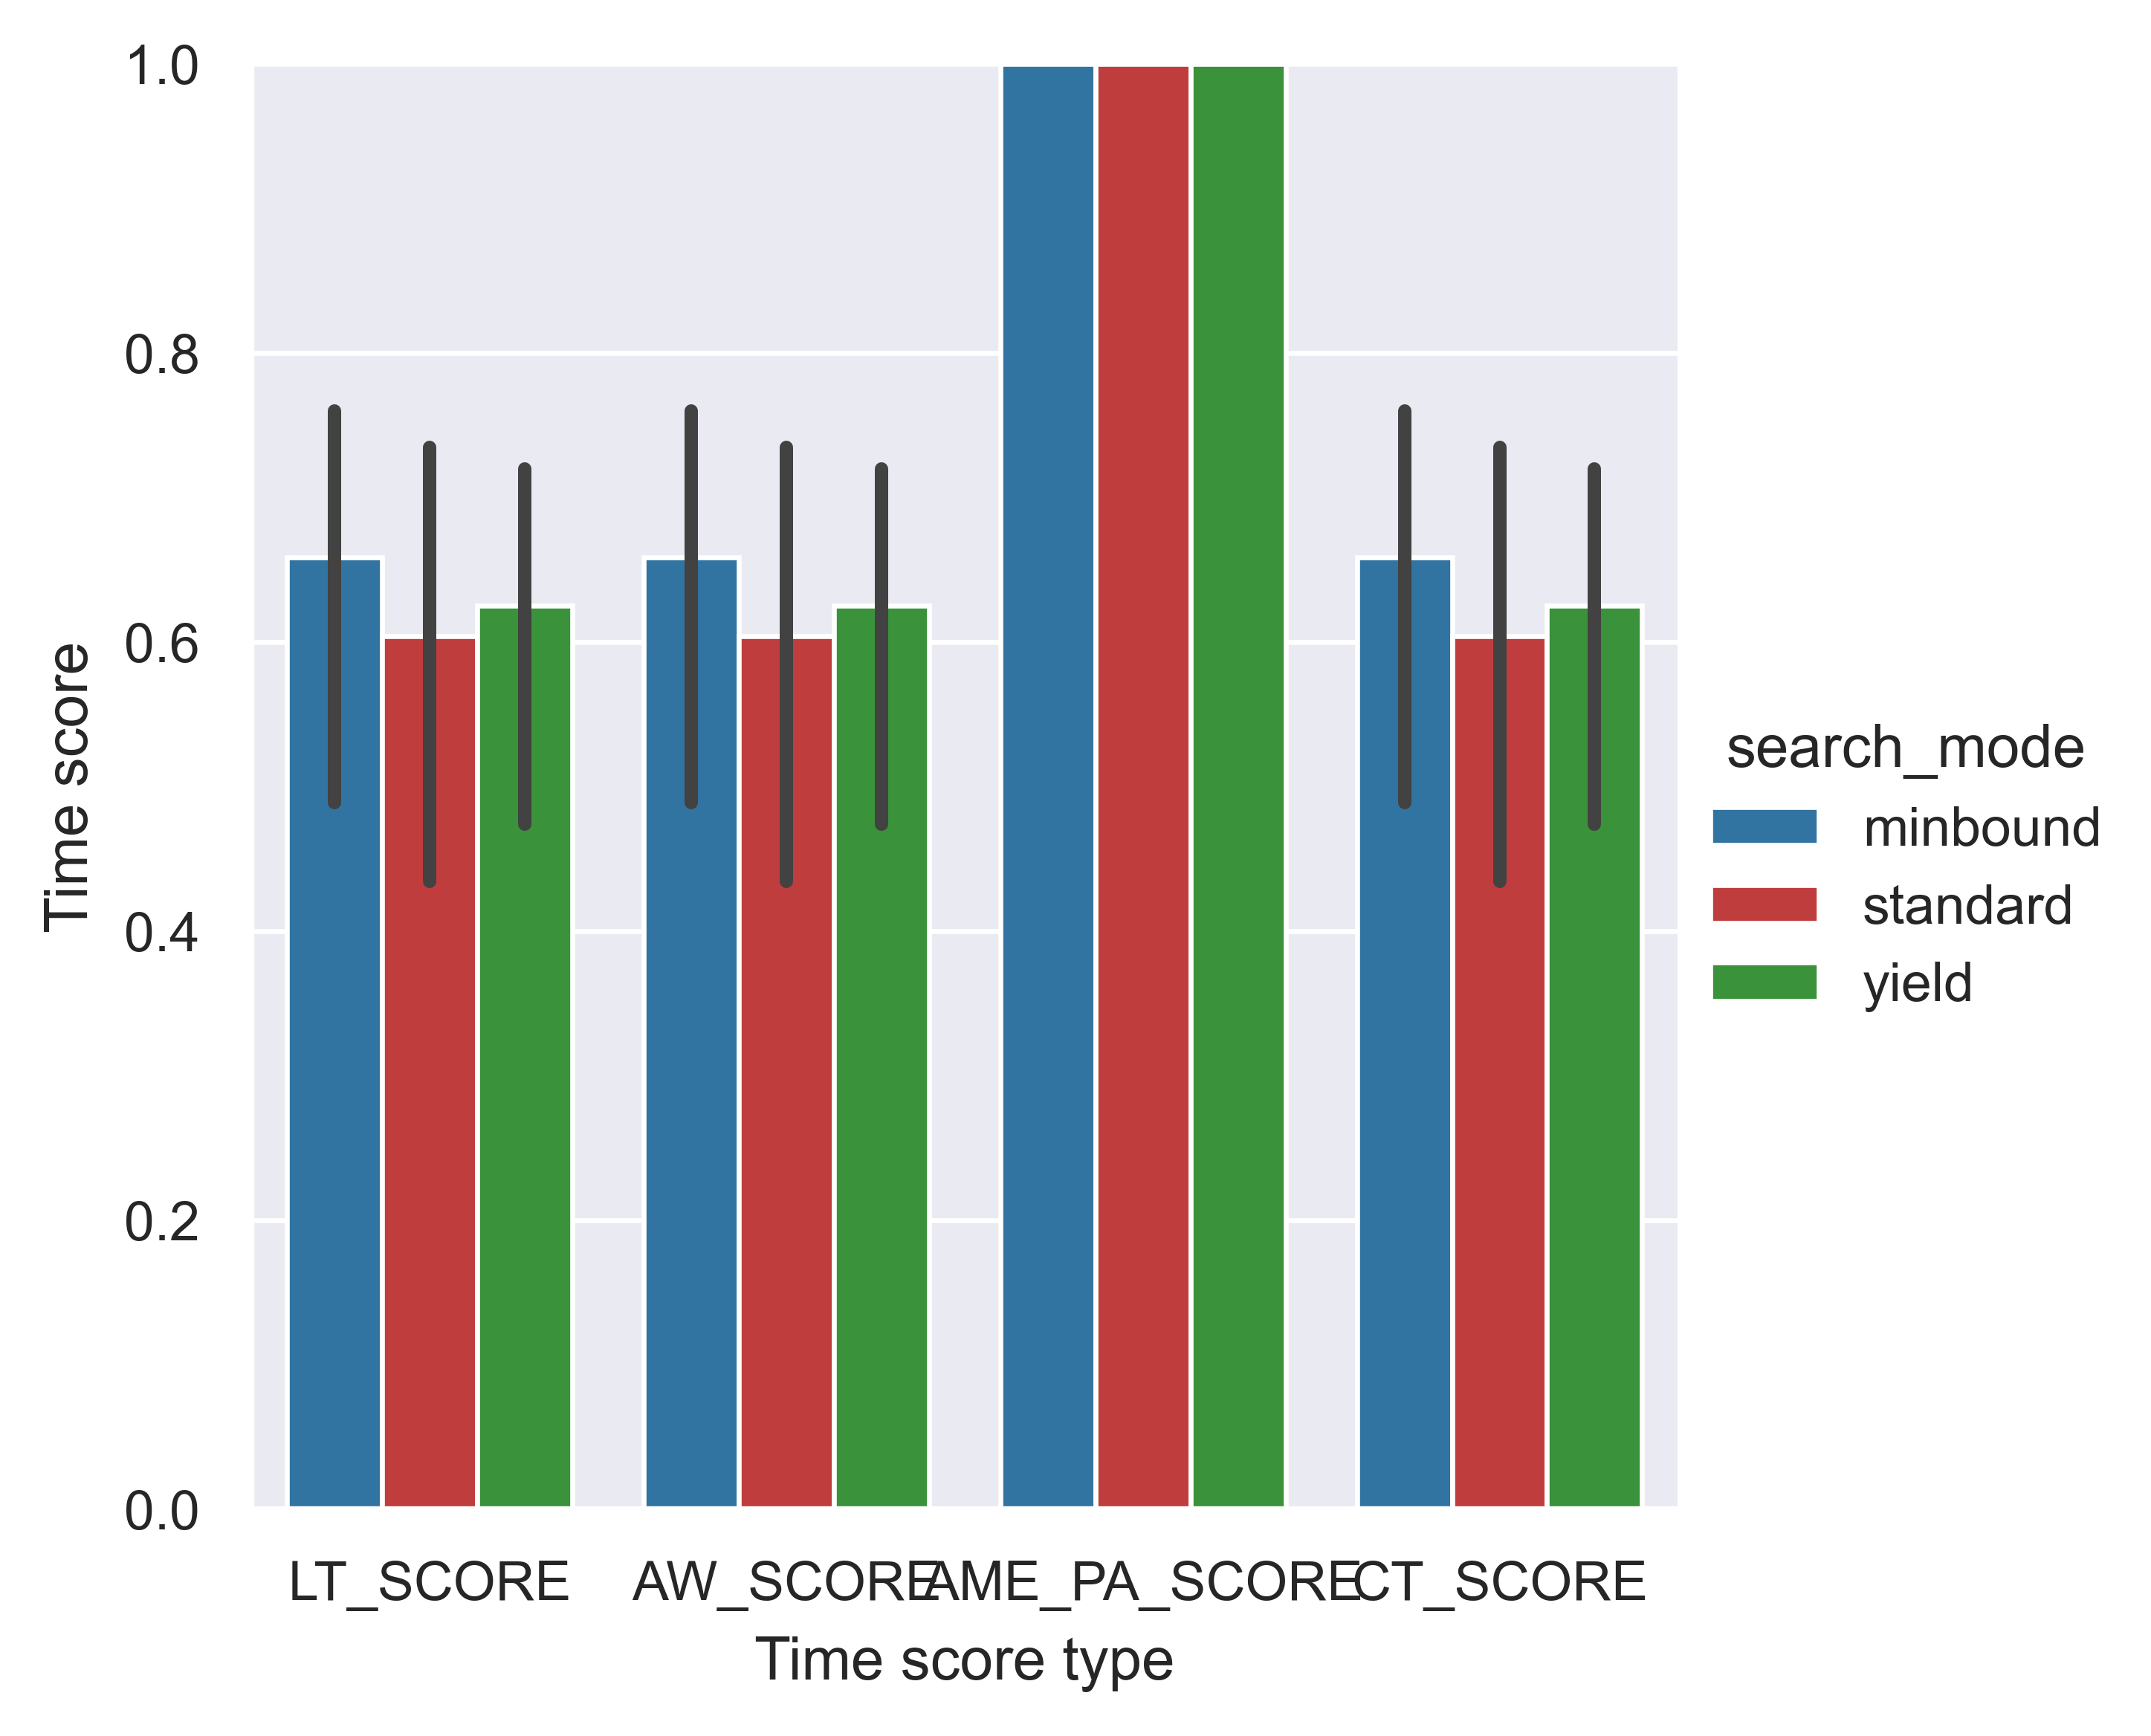 1.0
0.8
0.6
0.4
0.2
0.0
Time score
LT_SCORE
AW_SCORE
AME_PA_SCORE
CT_SCORE
Time score type
search_mode
minbound
standard
yield